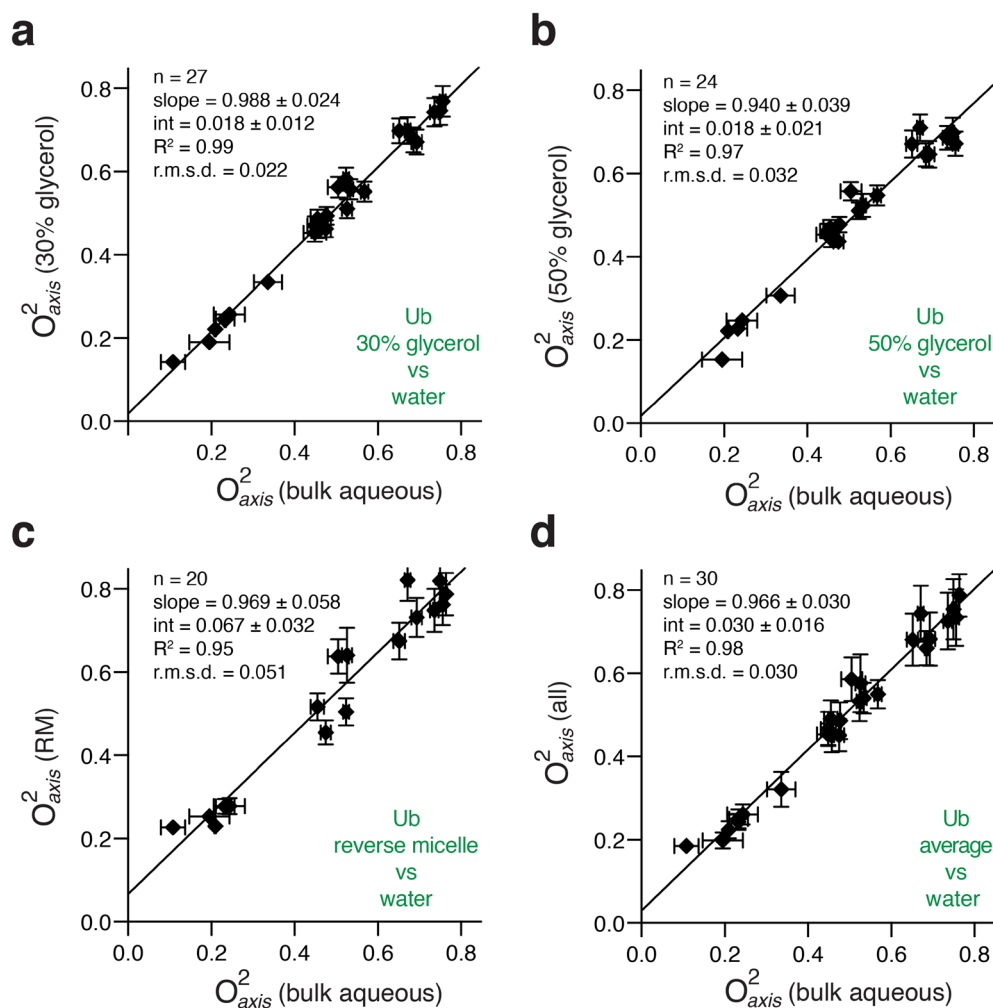 a
n = 27
slope = 0.988 ± 0.024
int = 0.018 ± 0.012
R² = 0.99
r.m.s.d. = 0.022
0.8
0.6
0.4
0.2
0.0
O²axis (30% glycerol)
Ub
30% glycerol
vs
water
0.2 0.4 0.6 0.8
O²axis (bulk aqueous)
b
n = 24
slope = 0.940 ± 0.039
int = 0.018 ± 0.021
R² = 0.97
r.m.s.d. = 0.032
0.8
0.6
0.4
0.2
0.0
O²axis (50% glycerol)
Ub
50% glycerol
vs
water
0.0 0.2 0.4 0.6 0.8
O²axis (bulk aqueous)
c
n = 20
slope = 0.969 ± 0.058
int = 0.067 ± 0.032
R² = 0.95
r.m.s.d. = 0.051
0.8
0.6
0.4
0.2
0.0
O²axis (RM)
Ub
reverse micelle
vs
water
0.0 0.2 0.4 0.6 0.8
O²axis (bulk aqueous)
d
n = 30
slope = 0.966 ± 0.030
int = 0.030 ± 0.016
R² = 0.98
r.m.s.d. = 0.030
0.8
0.6
0.4
0.2
0.0
O²axis (all)
Ub
average
vs
water
0.0 0.2 0.4 0.6 0.8
O²axis (bulk aqueous)